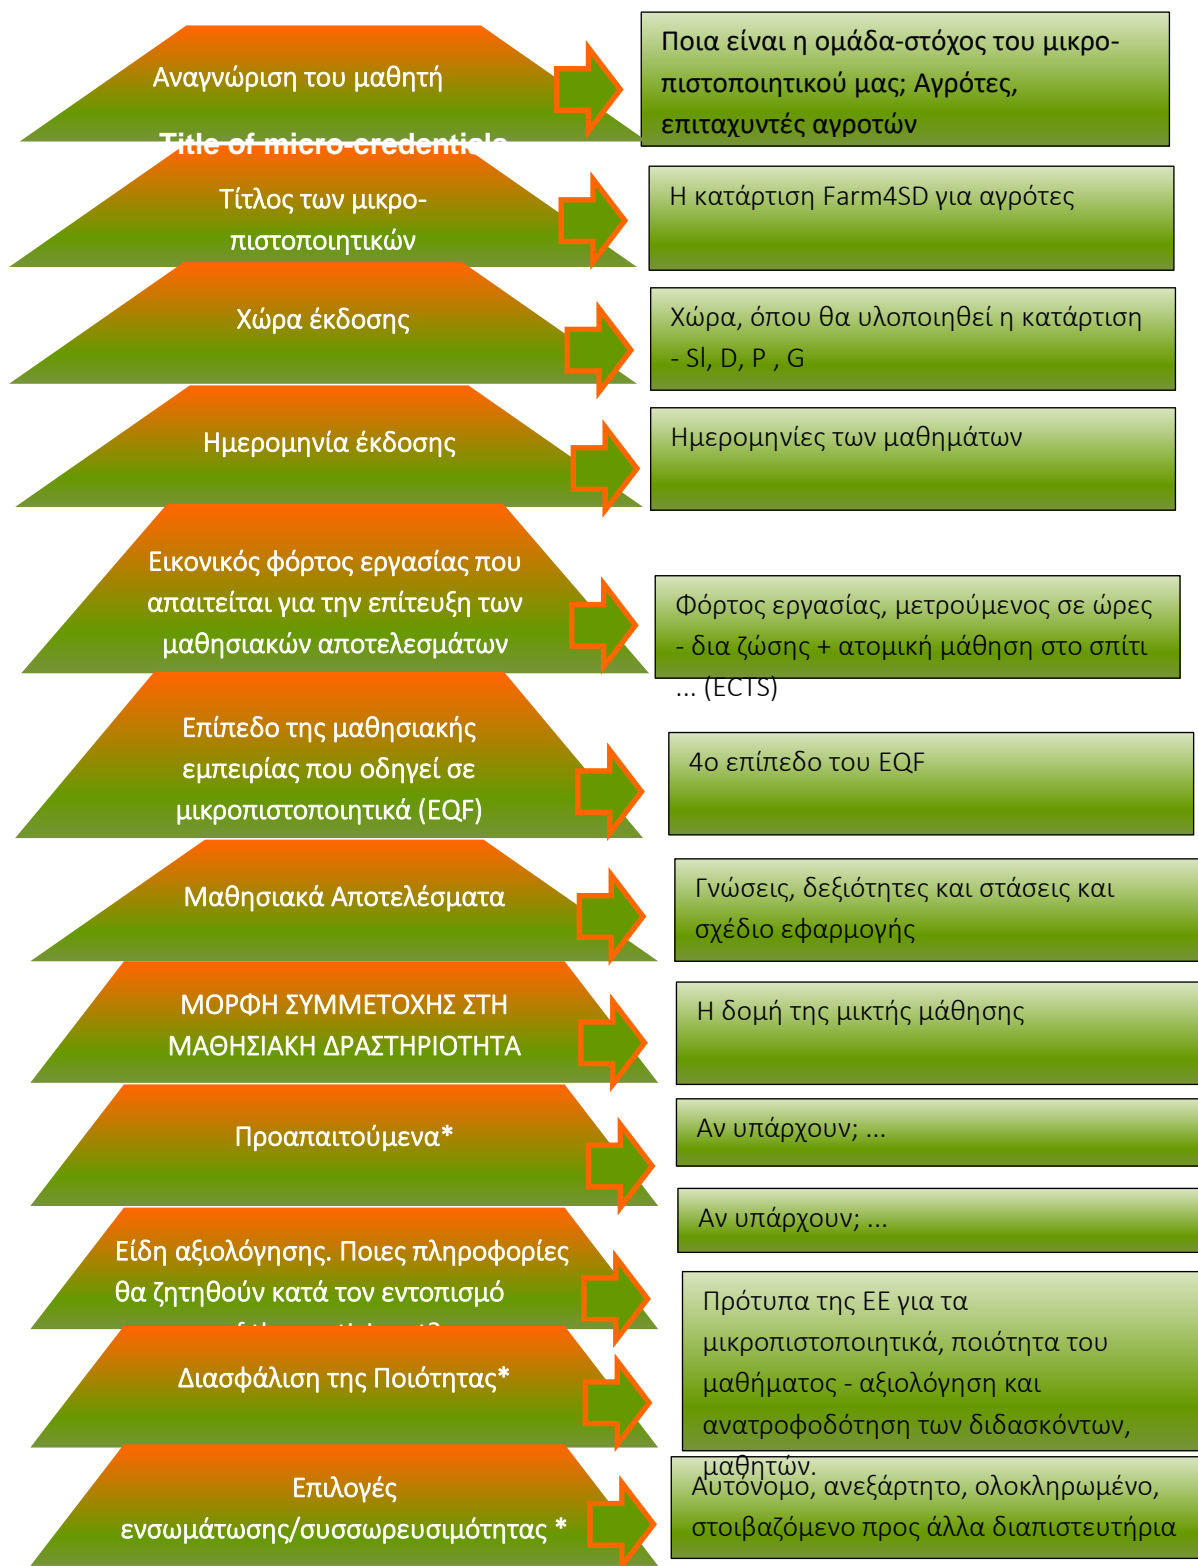 Αναγνώριση του μαθητή
Ποια είναι η ομάδα-στόχος του μικρο-
πιστοποιητικού μας; Αγρότες,
επιταχυντές αγροτών
Title of micro-credentials
Τίτλος των μικρο-
πιστοποιητικών
Η κατάρτιση Farm4SD για αγρότες
Χώρα έκδοσης
Χώρα, όπου θα υλοποιηθεί η κατάρτιση
- Sl, D, P , G
Ημερομηνία έκδοσης
Ημερομηνίες των μαθημάτων
Εικονικός φόρτος εργασίας που
απαιτείται για την επίτευξη των
μαθησιακών αποτελεσμάτων
Φόρτος εργασίας, μετρούμενος σε ώρες
- δια ζώσης + ατομική μάθηση στο σπίτι
... (ECTS)
Επίπεδο της μαθησιακής
εμπειρίας που οδηγεί σε
μικροπιστοποιητικά (EQF)
4ο επίπεδο του EQF
Μαθησιακά Αποτελέσματα
Γνώσεις, δεξιότητες και στάσεις και
σχέδιο εφαρμογής
ΜΟΡΦΗ ΣΥΜΜΕΤΟΧΗΣ ΣΤΗ
ΜΑΘΗΣΙΑΚΗ ΔΡΑΣΤΗΡΙΟΤΗΤΑ
Η δομή της μικτής μάθησης
Προαπαιτούμενα*
Αν υπάρχουν; ...
Είδη αξιολόγησης. Ποιες πληροφορίες
θα ζητηθούν κατά τον εντοπισμό
Αν υπάρχουν; ...
Διασφάλιση της Ποιότητας*
Πρότυπα της ΕΕ για τα
μικροπιστοποιητικά, ποιότητα του
μαθήματος - αξιολόγηση και
ανατροφοδότηση των διδασκόντων,
μαθητών.
Επιλογές
ενσωμάτωσης/συσσωρευσιμότητας *
Αυτόνομο, ανεξάρτητο, ολοκληρωμένο,
στοιβαζόμενο προς άλλα διαπιστευτήρια